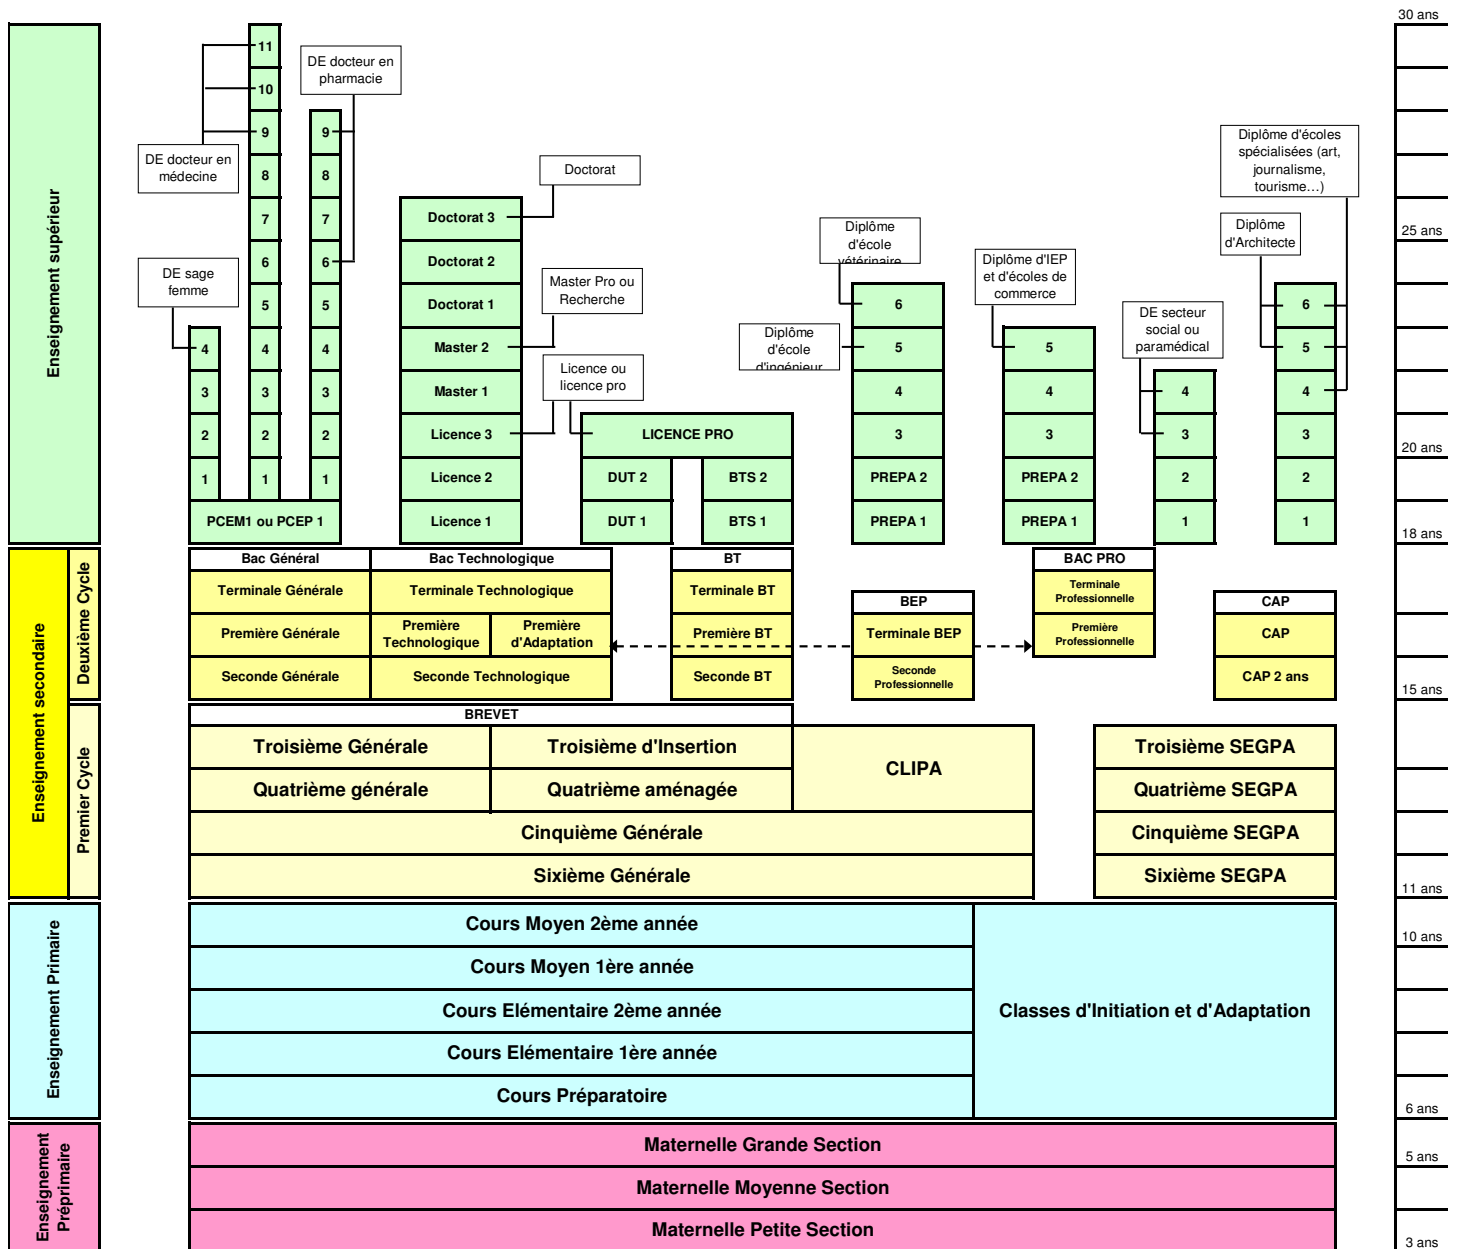 30 ans
11
DE docteur en
pharmacie
10
9
9
Diplôme d'écoles
spécialisées (art,
journalisme,
tourisme…)
DE docteur en
médecine
8
8
Doctorat
Enseignement supérieur
7
7
Doctorat 3
Diplôme
d'école
vétérinaire
Diplôme
d'Architecte
25 ans
DE sage
femme
6
6
Doctorat 2
Master Pro ou
Recherche
Diplôme d'IEP
et d'écoles de
commerce
5
5
Doctorat 1
6
DE secteur
social ou
paramédical
6
4
4
4
Master 2
Diplôme
d'école
d'ingénieur
5
5
5
Licence ou
licence pro
3
3
3
Master 1
4
4
4
4
2
2
2
Licence 3
LICENCE PRO
3
3
3
3
20 ans
1
1
1
Licence 2
DUT 2
BTS 2
PREPA 2
PREPA 2
2
2
PCEM1 ou PCEP 1
Licence 1
DUT 1
BTS 1
PREPA 1
PREPA 1
1
1
18 ans
Enseignement secondaire
Deuxième Cycle
Bac Général
Bac Technologique
BT
BAC PRO
Terminale Générale
Terminale Technologique
Terminale BT
Terminale
Professionnelle
BEP
CAP
Première Générale
Première
Technologique
Première
d'Adaptation
Première BT
Terminale BEP
Première
Professionnelle
CAP
Seconde Générale
Seconde Technologique
Seconde BT
Seconde
Professionnelle
CAP 2 ans
15 ans
Premier Cycle
BREVET
Troisième Générale
Troisième d'Insertion
CLIPA
Troisième SEGPA
Quatrième générale
Quatrième aménagée
Quatrième SEGPA
Cinquième Générale
Cinquième SEGPA
Sixième Générale
Sixième SEGPA
11 ans
Enseignement Primaire
Cours Moyen 2ème année
10 ans
Cours Moyen 1ère année
Cours Elémentaire 2ème année
Classes d'Initiation et d'Adaptation
Cours Elémentaire 1ère année
Cours Préparatoire
6 ans
Enseignement
Préprimaire
Maternelle Grande Section
5 ans
Maternelle Moyenne Section
Maternelle Petite Section
3 ans